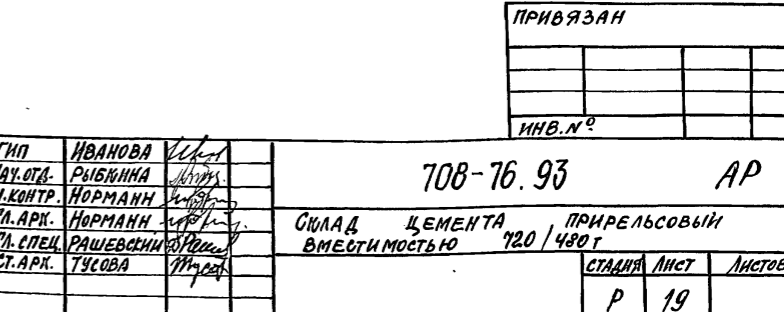 ПРИВЯЗАН
ИНВ.№
ГИП ИВАНОВА
НАЧ.ОТД. РЫБКИНА
Н.КОНТР. НОРМАНН
ГЛ.АРХ. НОРМАНН
ГЛ.СПЕЦ. РАШЕВСКИЙ
СТ.АРХ. ТУСОВА
708-76.93 АР
СКЛАД ЦЕМЕНТА ПРИРЕЛЬСОВЫЙ
ВМЕСТИМОСТЬЮ 720/480 т
СТАДИЯ ЛИСТ ЛИСТОВ
Р 19